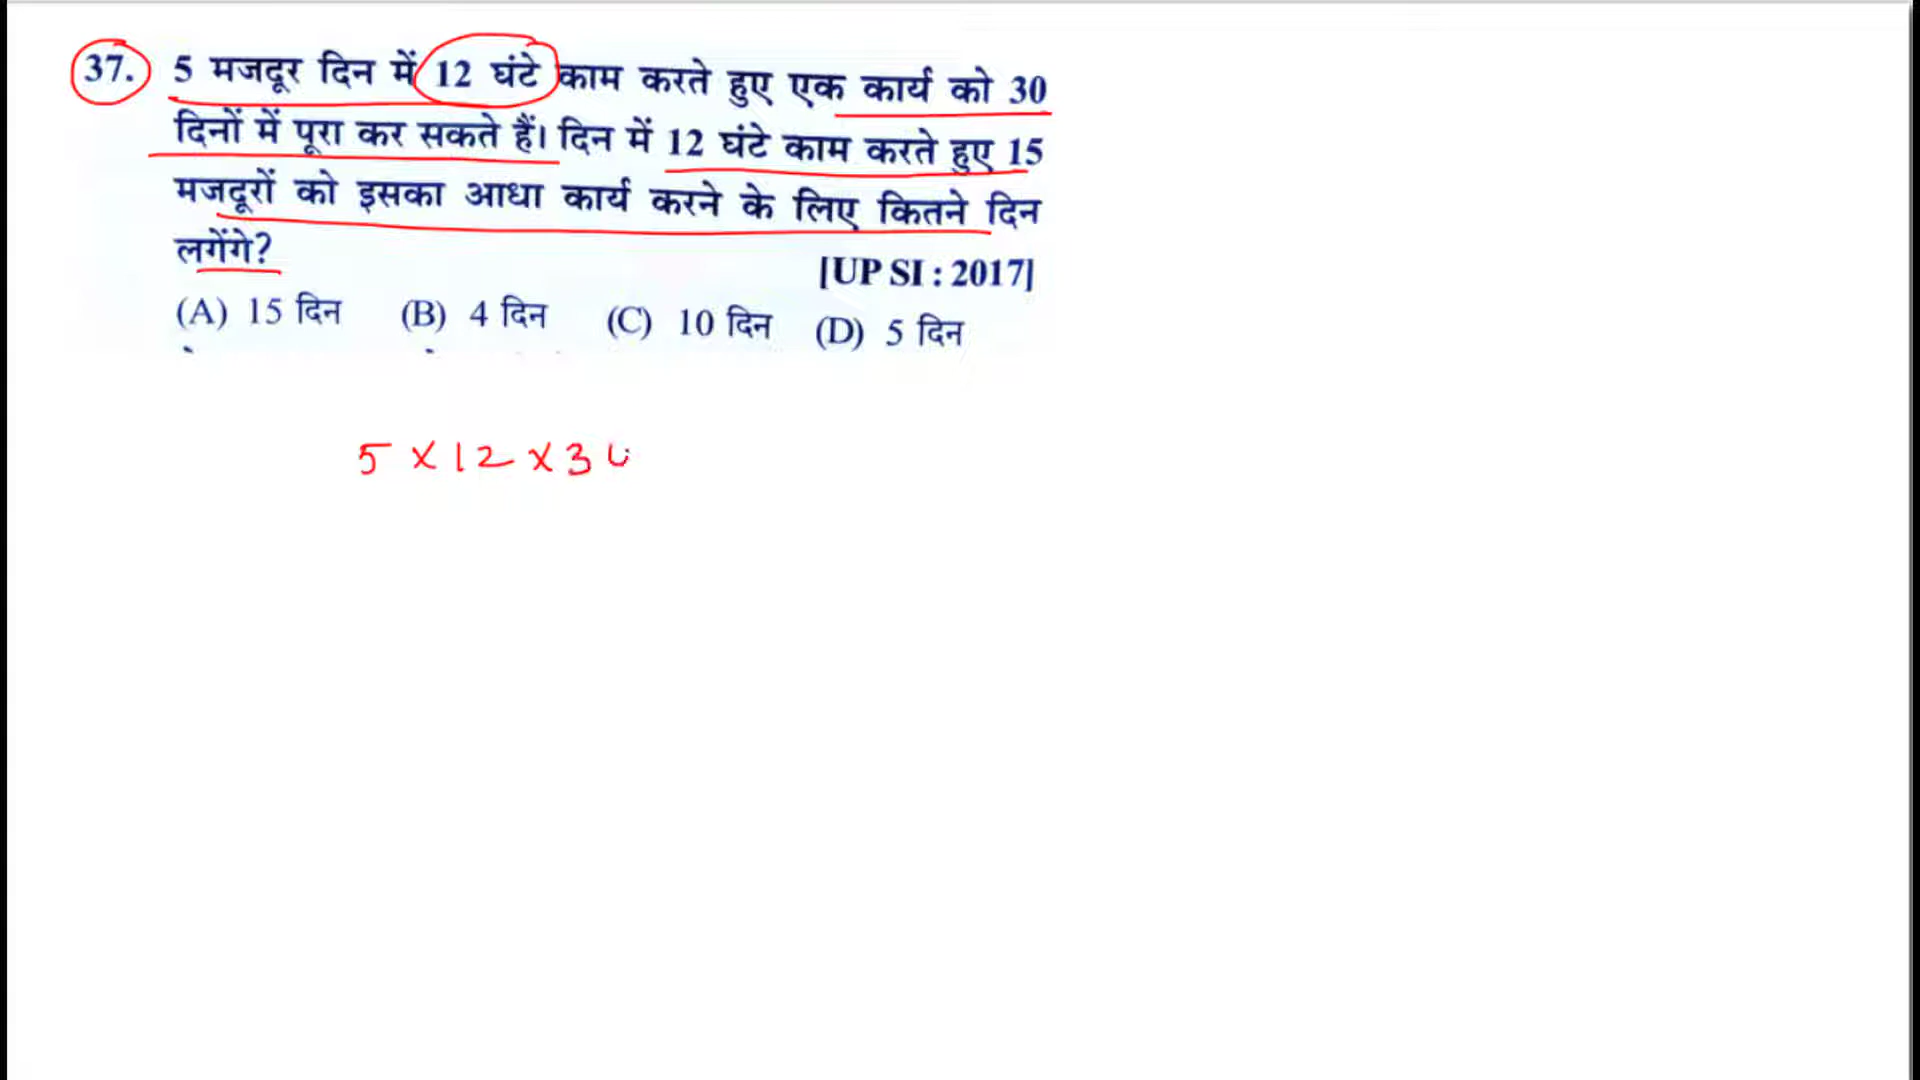 37. 5 मजदूर दिन में 12 घंटे काम करते हुए एक कार्य को 30
दिनों में पूरा कर सकते हैं। दिन में 12 घंटे काम करते हुए 15
मजदूरों को इसका आधा कार्य करने के लिए कितने दिन
लगेंगे?
[UP SI : 2017]
(A) 15 दिन (B) 4 दिन (C) 10 दिन (D) 5 दिन
5 × 12 × 3